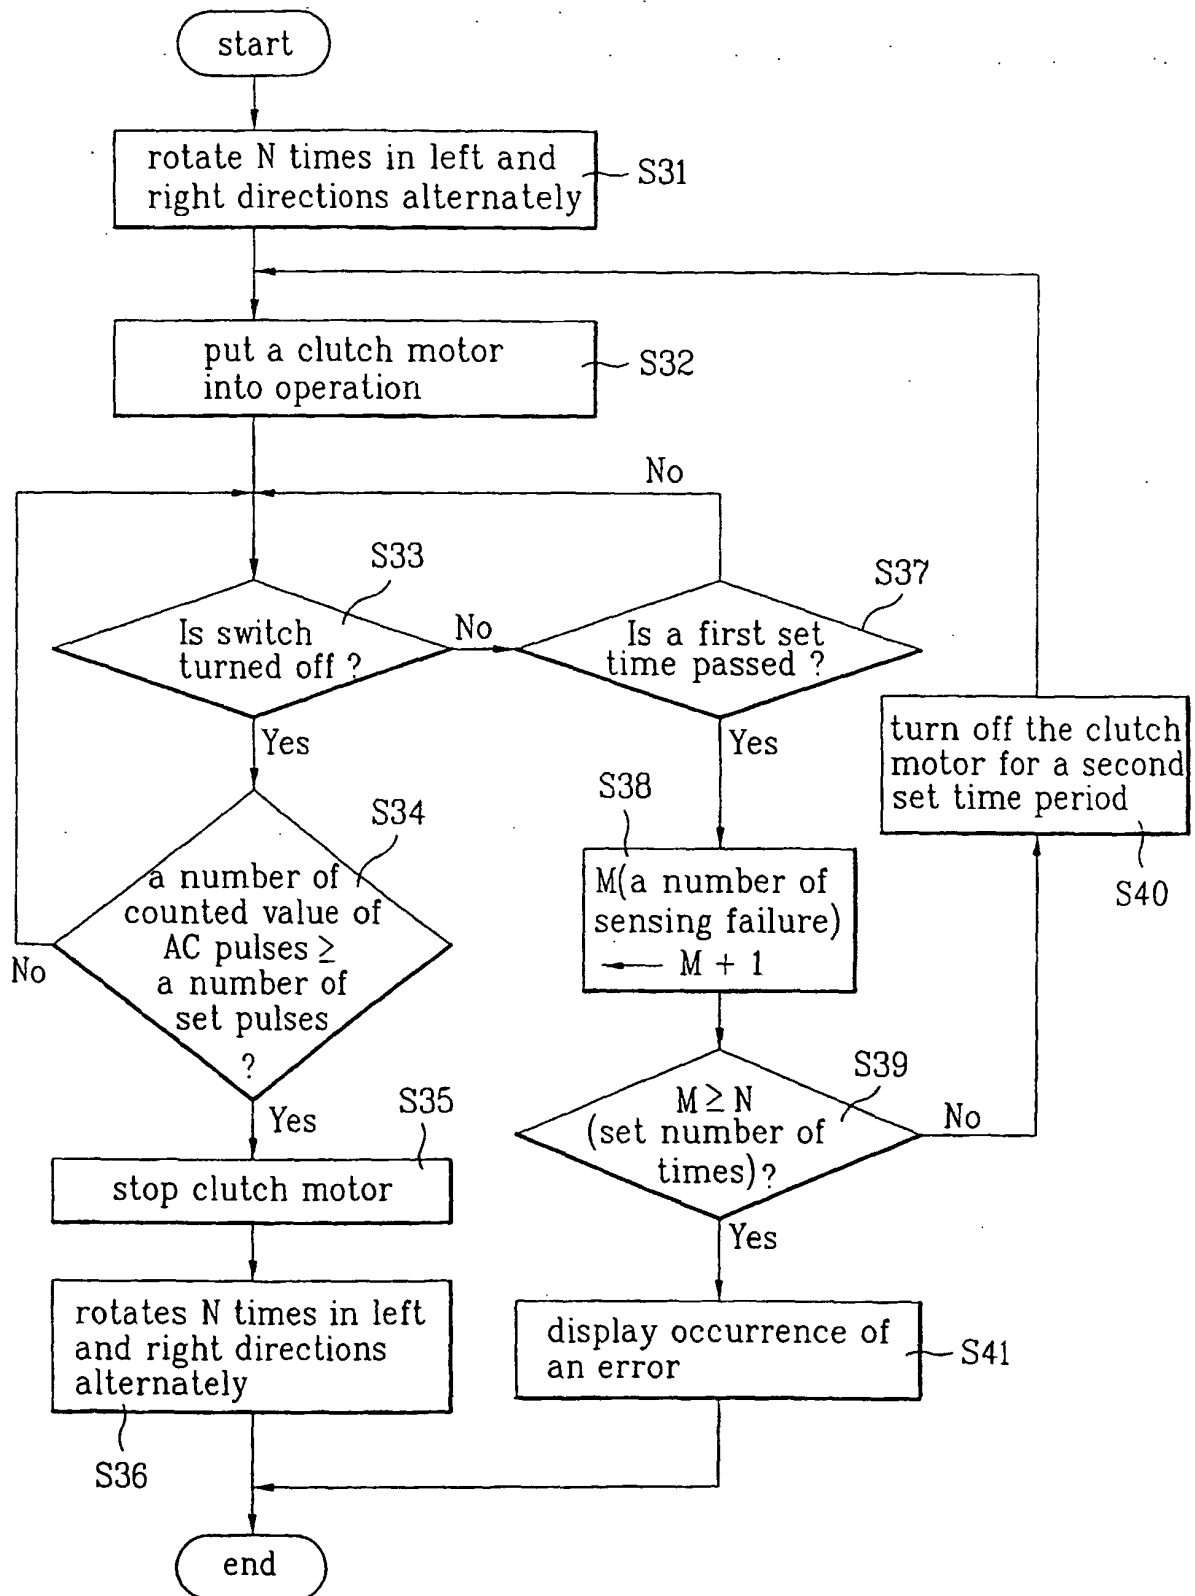 start
rotate N times in left and
right directions alternately
S31
put a clutch motor
into operation
S32
No
S33
Is switch
turned off ?
No
S37
Is a first set
time passed ?
Yes
Yes
turn off the clutch
motor for a second
set time period
S40
S34
a number of
counted value of
AC pulses ≥
a number of
set pulses
?
No
S38
M(a number of
sensing failure)
← M + 1
S39
M ≥ N
(set number of
times)?
No
Yes
S35
stop clutch motor
Yes
rotates N times in left
and right directions
alternately
S36
display occurrence of
an error
S41
end